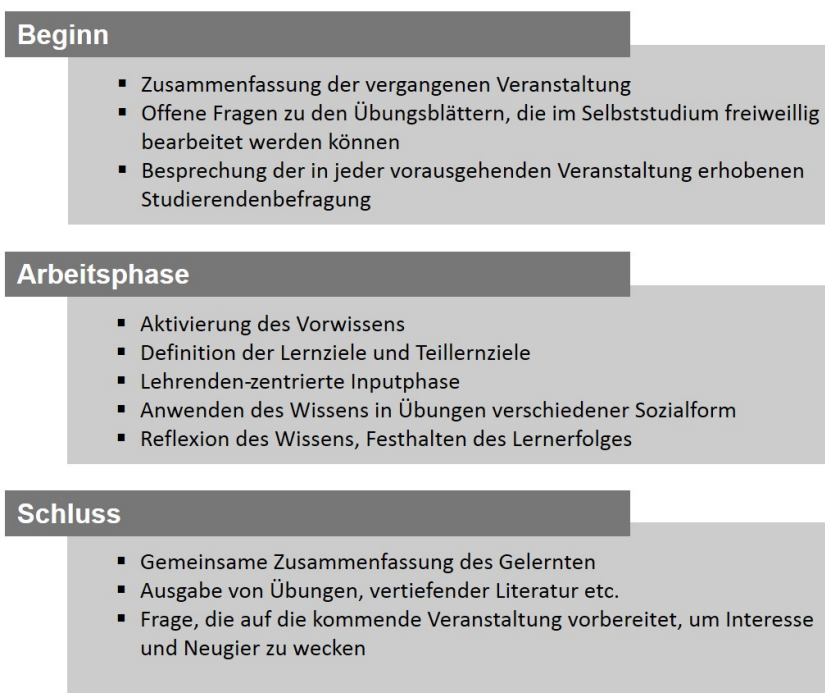 Beginn
▪ Zusammenfassung der vergangenen Veranstaltung
▪ Offene Fragen zu den Übungsblättern, die im Selbststudium freiweillig
bearbeitet werden können
▪ Besprechung der in jeder vorausgehenden Veranstaltung erhobenen
Studierendenbefragung
Arbeitsphase
▪ Aktivierung des Vorwissens
▪ Definition der Lernziele und Teillernziele
▪ Lehrenden-zentrierte Inputphase
▪ Anwenden des Wissens in Übungen verschiedener Sozialform
▪ Reflexion des Wissens, Festhalten des Lernerfolges
Schluss
▪ Gemeinsame Zusammenfassung des Gelernten
▪ Ausgabe von Übungen, vertiefender Literatur etc.
▪ Frage, die auf die kommende Veranstaltung vorbereitet, um Interesse
und Neugier zu wecken